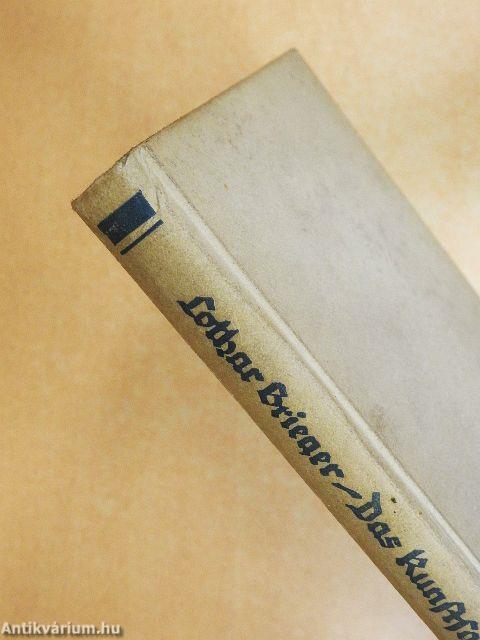 Lothar Brieger – Das
Antikvárium.hu